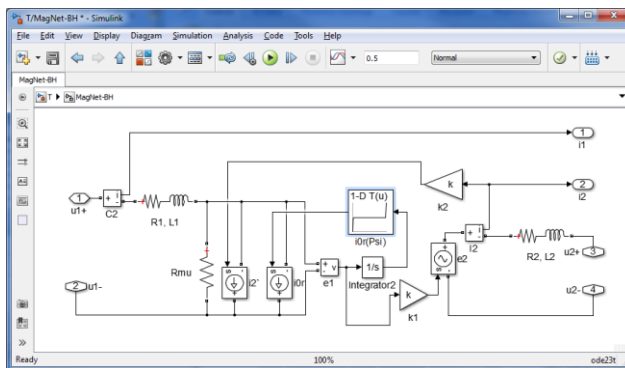 T/MagNet-BH * - Simulink
File Edit View Display Diagram Simulation Analysis Code Tools Help
0.5 Normal
MagNet-BH
T MagNet-BH
1
i1
1-D T(u)
k
k2
2
i2
1
u1+
+ i -
C2
R1, L1
i0r(Psi)
+ i -
I2
R2, L2
u2+
3
e2
Rmu
s
i2'
s
i0r
+ - v
e1
1/s
Integrator2
k
k1
s
2
u1-
u2-
4
Ready 100% ode23t